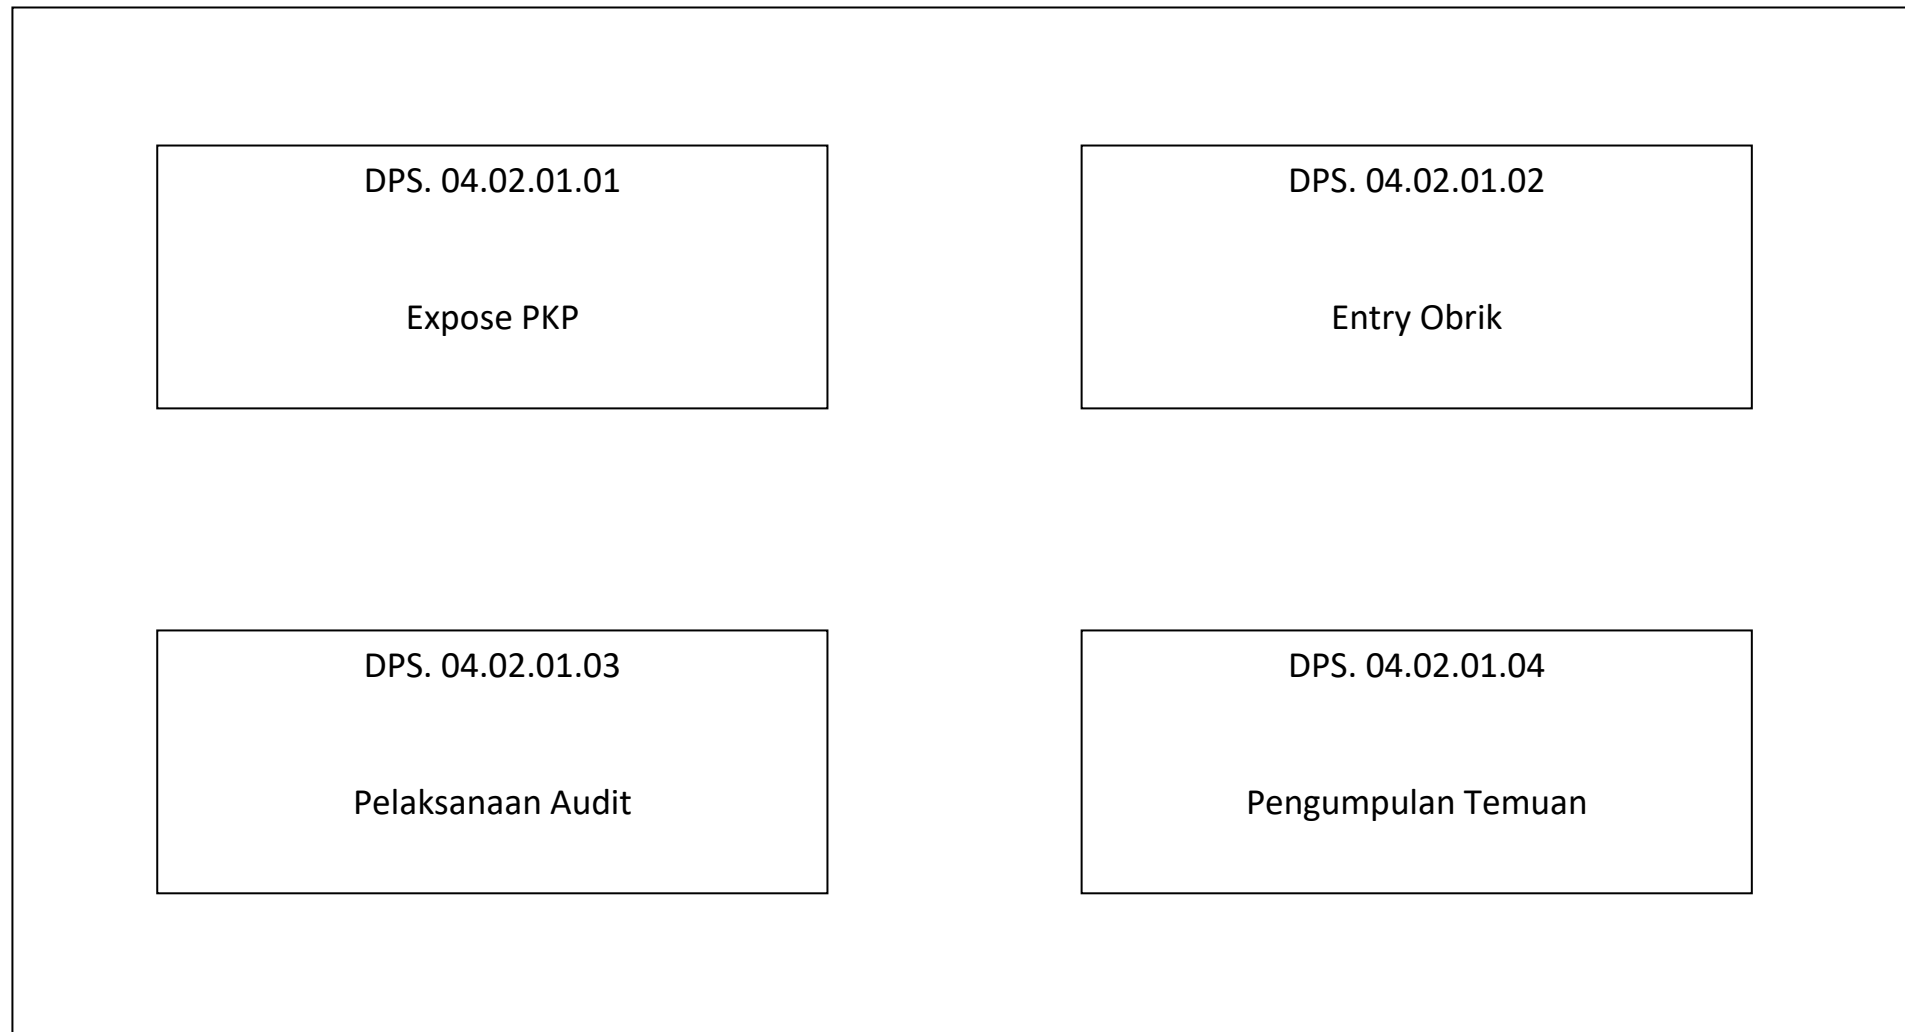 DPS. 04.02.01.01
Expose PKP
DPS. 04.02.01.02
Entry Obrik
DPS. 04.02.01.03
Pelaksanaan Audit
DPS. 04.02.01.04
Pengumpulan Temuan